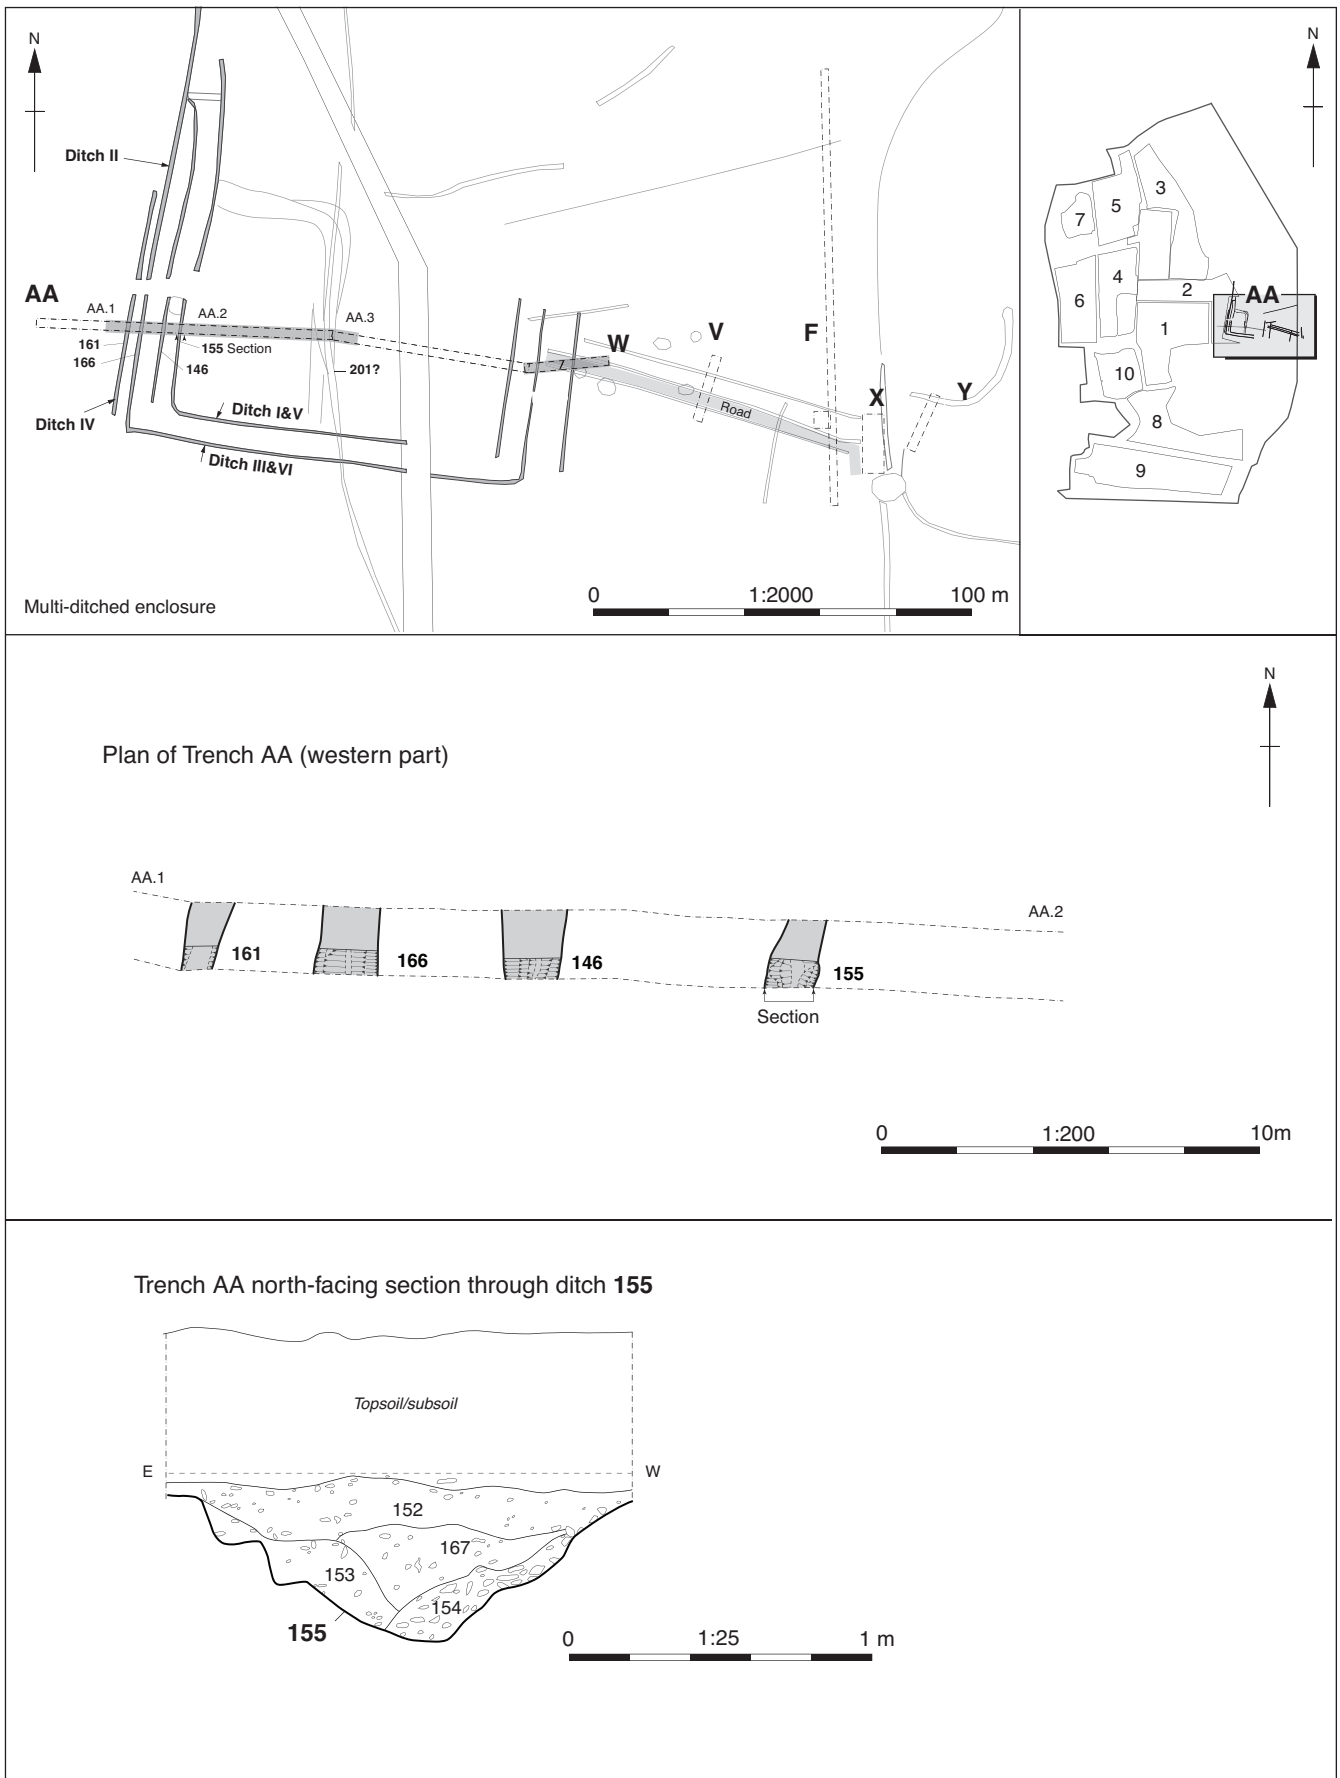 N
Ditch II
AA
AA.1
AA.2
AA.3
161
166
155 Section
146
201?
Ditch I&V
Ditch IV
Ditch III&VI
W
V
F
X
Y
Road
Multi-ditched enclosure
0 1:2000 100 m
N
3
5
7
4
2
6
1
AA
10
8
9
N
Plan of Trench AA (western part)
AA.1
AA.2
161
166
146
155
Section
0 1:200 10m
Trench AA north-facing section through ditch 155
Topsoil/subsoil
E W
152
167
153
154
155
0 1:25 1 m